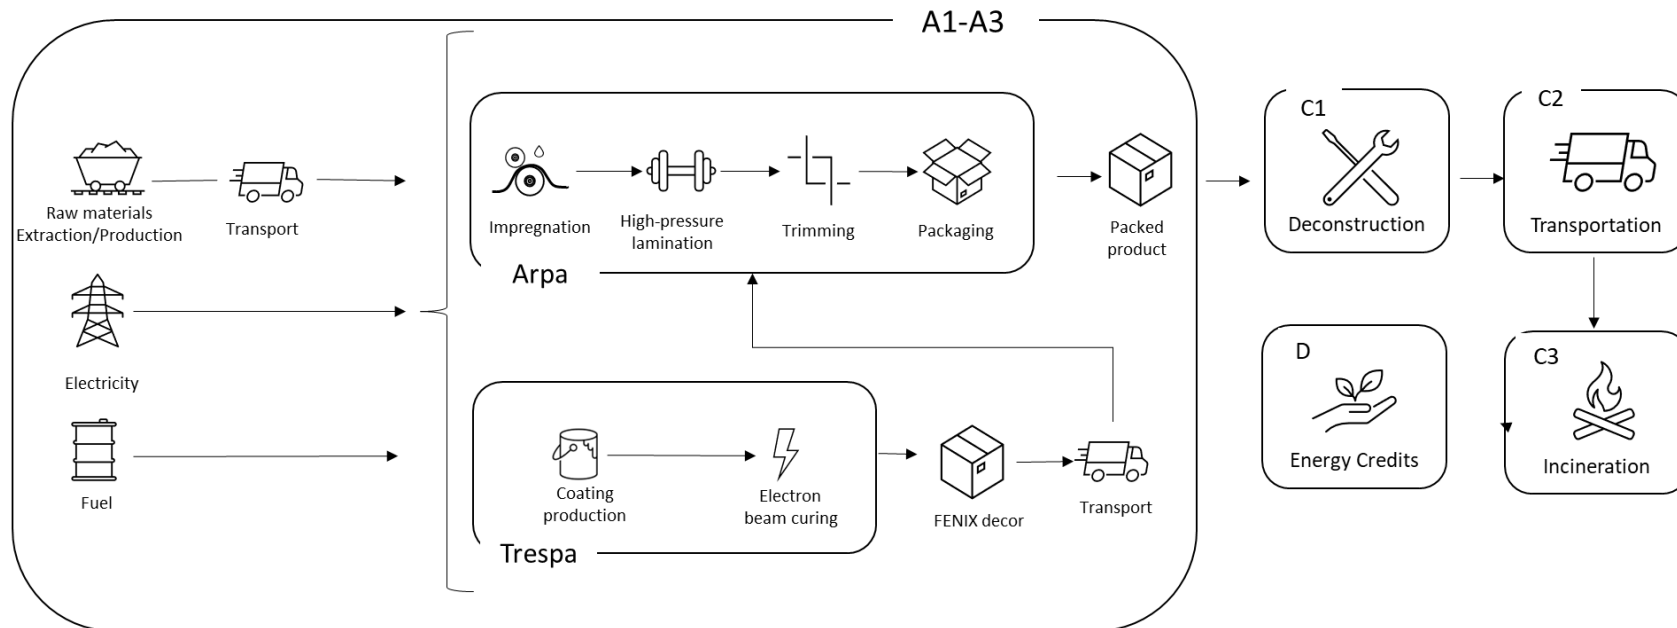 A1-A3
Raw materials
Extraction/Production
Transport
Electricity
Fuel
Impregnation
High-pressure
lamination
Trimming
Packaging
Arpa
Packed
product
Coating
production
Electron
beam curing
Trespa
FENIX decor
Transport
C1
Deconstruction
C2
Transportation
D
Energy Credits
C3
Incineration